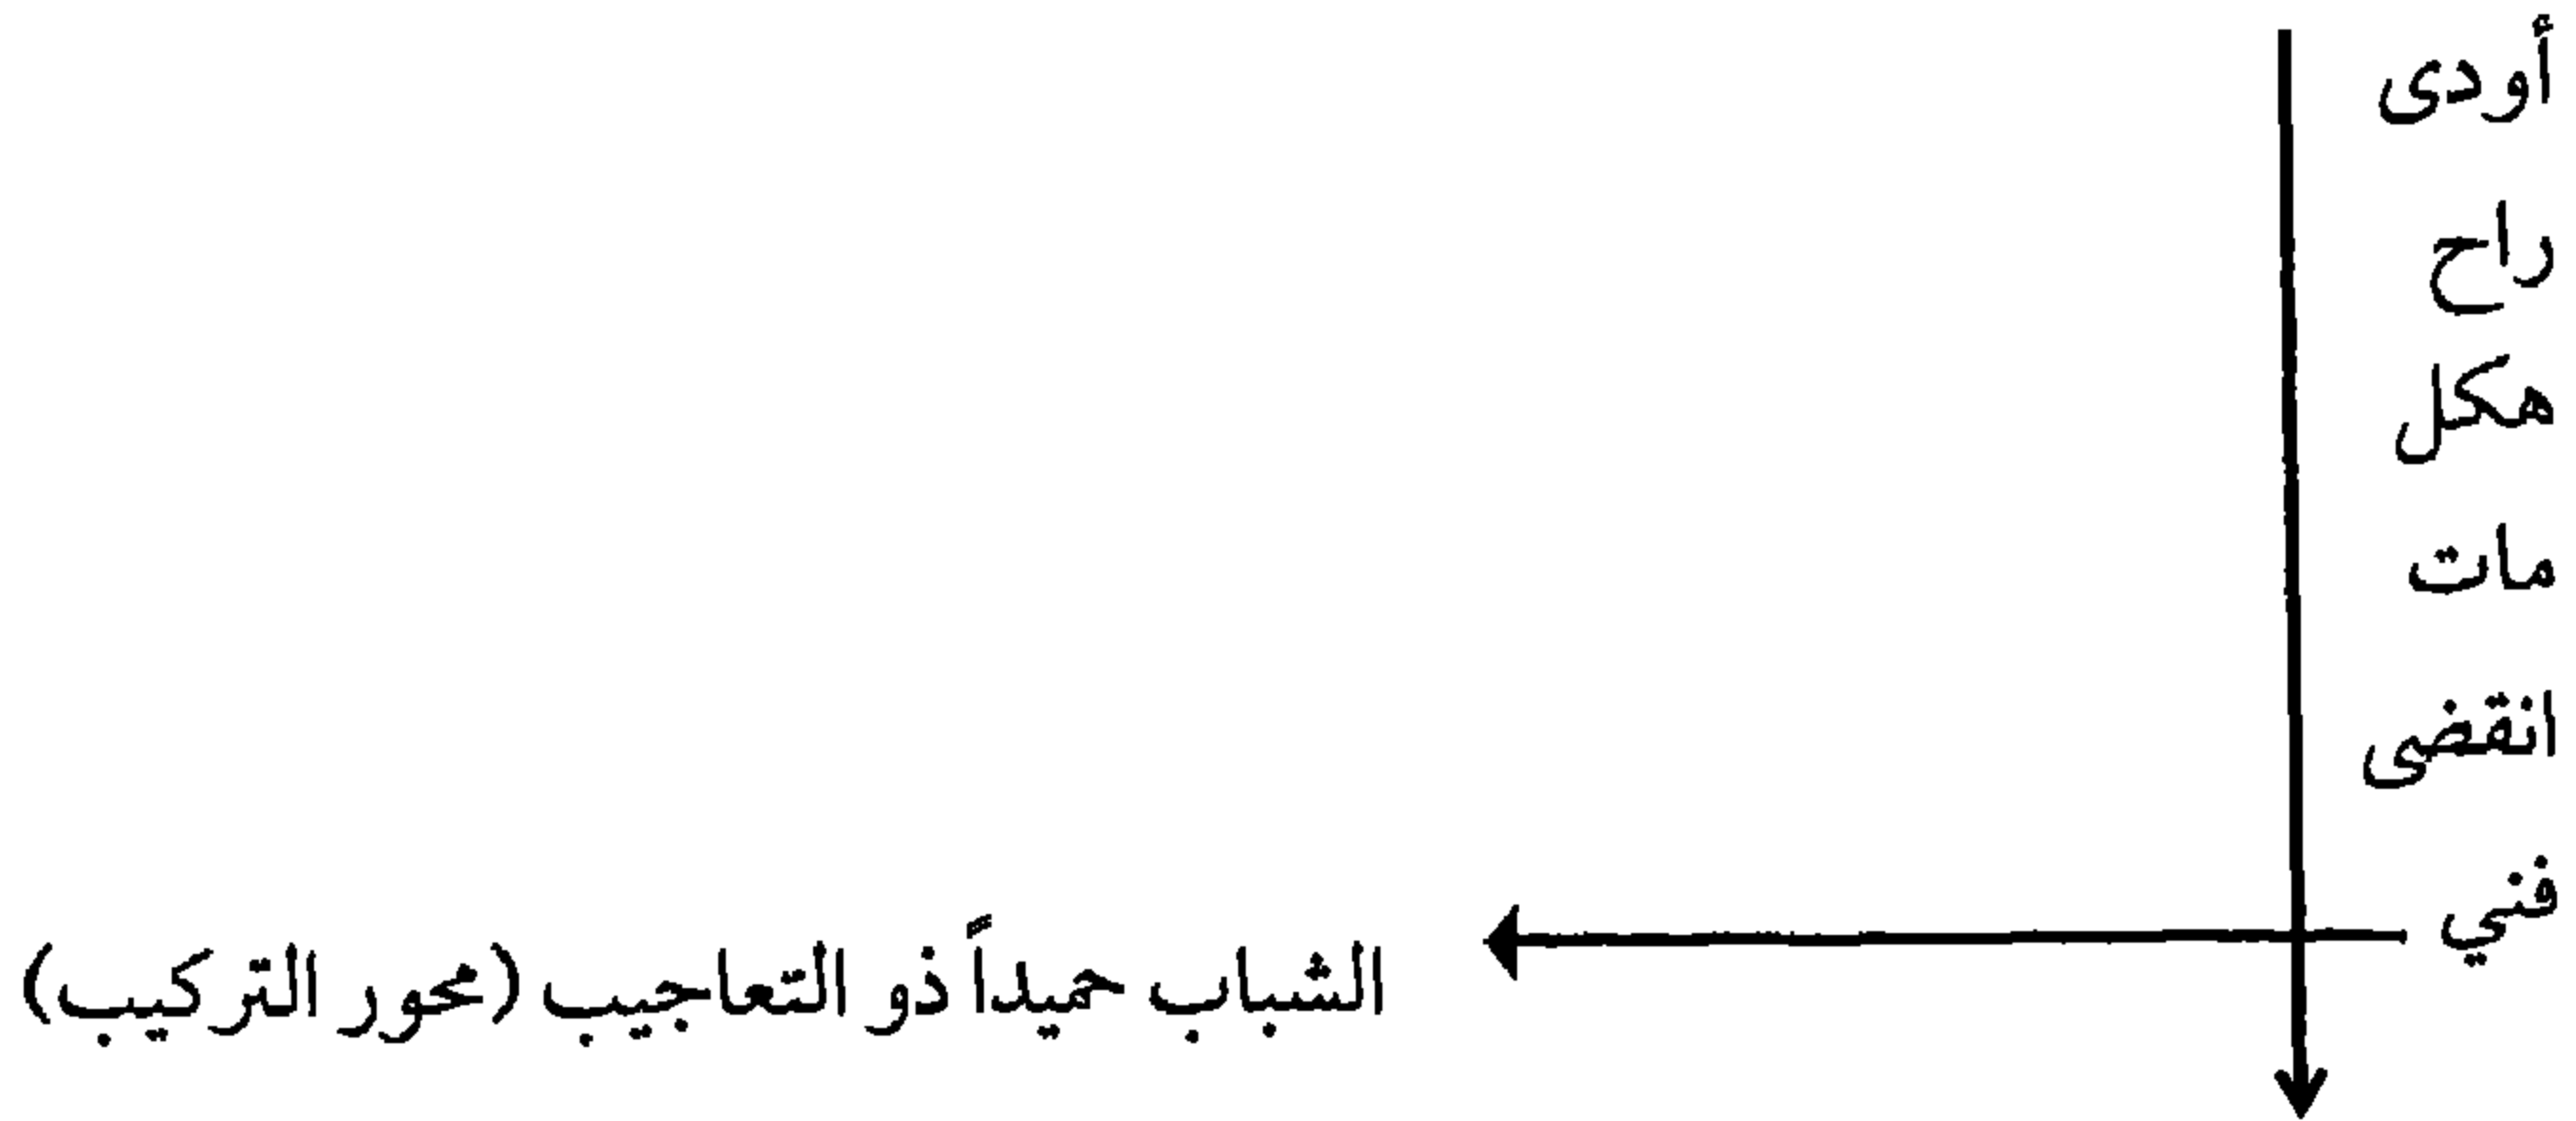 أودى
راح
هكل
مات
انقضى
فني
الشباب حميداً ذو التعاجيب (محور التركيب)